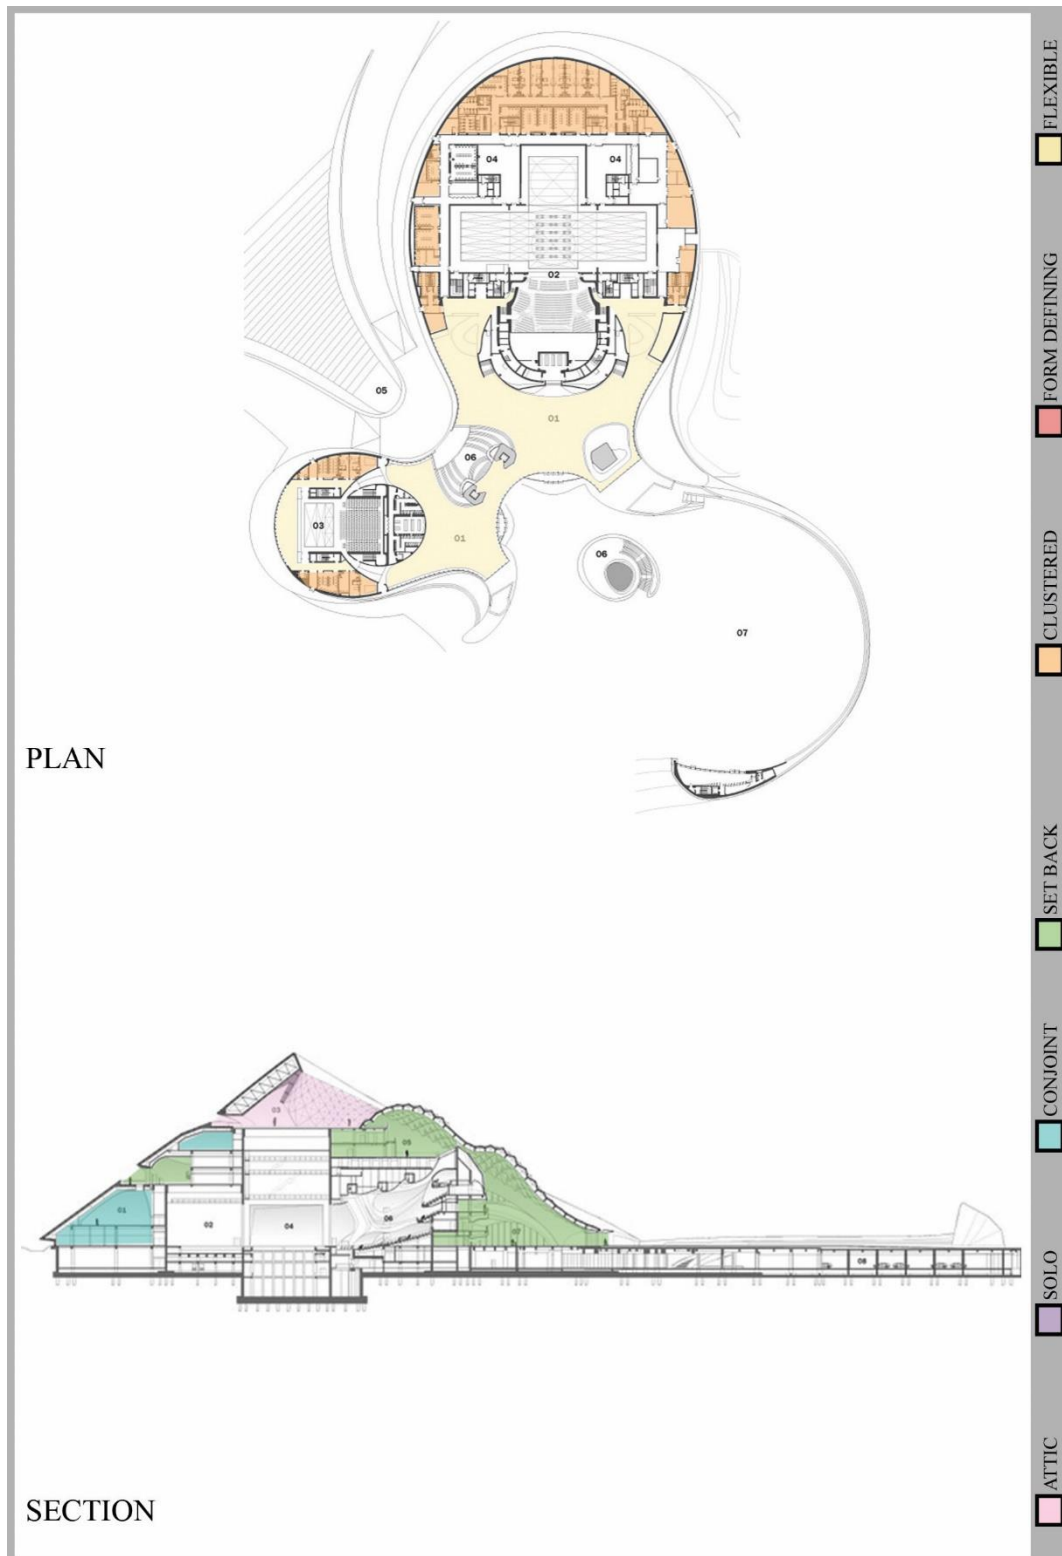 04
04
02
05
01
06
03
01
06
07
PLAN
03
05
01
02
04
06
07
08
SECTION
FLEXIBLE
FORM DEFINING
CLUSTERED
SET BACK
CONJOINT
SOLO
ATTIC